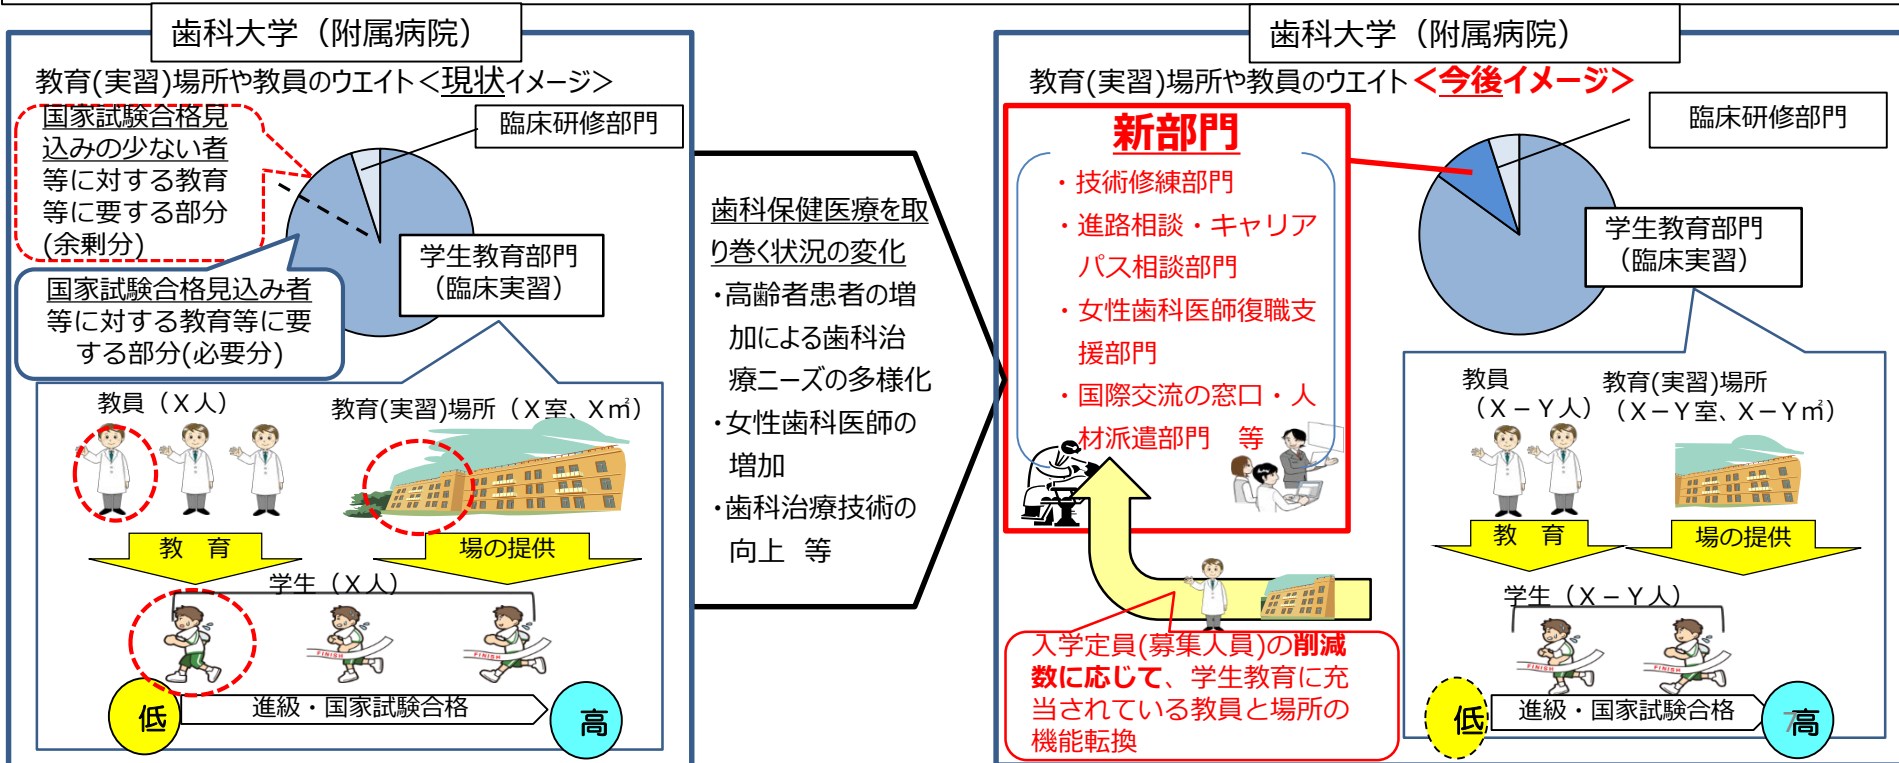 歯科大学（附属病院）
教育(実習)場所や教員のウエイト＜現状イメージ＞
国家試験合格見
込みの少ない者
等に対する教育
等に要する部分
(余剰分)
臨床研修部門
学生教育部門
（臨床実習）
国家試験合格見込み者
等に対する教育等に要
する部分(必要分)
教員（Ｘ人）
教育(実習)場所（Ｘ室、Ｘ㎡）
教　育
場の提供
学生（Ｘ人）
FINISH
FINISH
低
進級・国家試験合格
高
歯科保健医療を取
り巻く状況の変化
・高齢者患者の増
加による歯科治
療ニーズの多様化
・女性歯科医師の
増加
・歯科治療技術の
向上　等
歯科大学（附属病院）
教育(実習)場所や教員のウエイト＜今後イメージ＞
新部門
・技術修練部門
・進路相談・キャリア
パス相談部門
・女性歯科医師復職支
援部門
・国際交流の窓口・人
材派遣部門　等
臨床研修部門
学生教育部門
（臨床実習）
入学定員(募集人員)の削減
数に応じて、学生教育に充
当されている教員と場所の
機能転換
教員
（Ｘ－Ｙ人）
教育(実習)場所
（Ｘ－Ｙ室、Ｘ－Ｙ㎡）
教　育
場の提供
学生（Ｘ－Ｙ人）
FINISH
FINISH
低
進級・国家試験合格
高
7